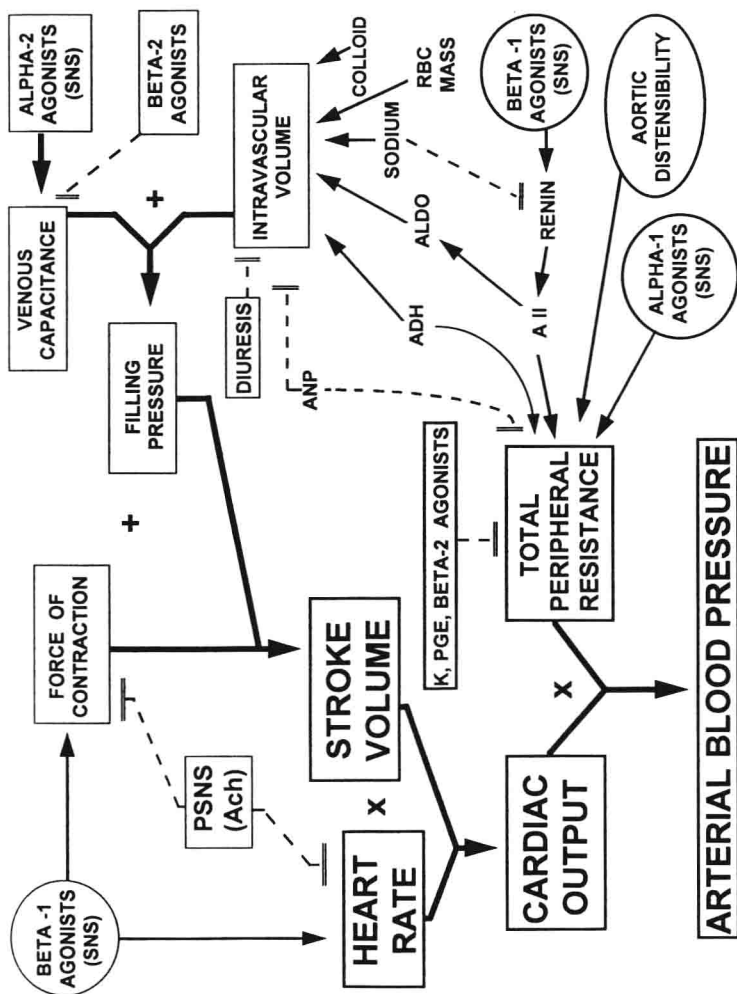 ALPHA-2
AGONISTS
(SNS)
VENOUS
CAPACITANCE
BETA-2
AGONISTS
+
FILLING
PRESSURE
INTRAVASCULAR
VOLUME
COLLOID
RBC
MASS
SODIUM
DIURESIS
ALDO
ADH
ANP
BETA -1
AGONISTS
(SNS)
RENIN
A II
AORTIC
DISTENSIBILITY
ALPHA-1
AGONISTS
(SNS)
+
FORCE OF
CONTRACTION
BETA -1
AGONISTS
(SNS)
PSNS
(Ach)
STROKE
VOLUME
X
HEART
RATE
K, PGE, BETA-2 AGONISTS
TOTAL
PERIPHERAL
RESISTANCE
X
CARDIAC
OUTPUT
ARTERIAL BLOOD PRESSURE